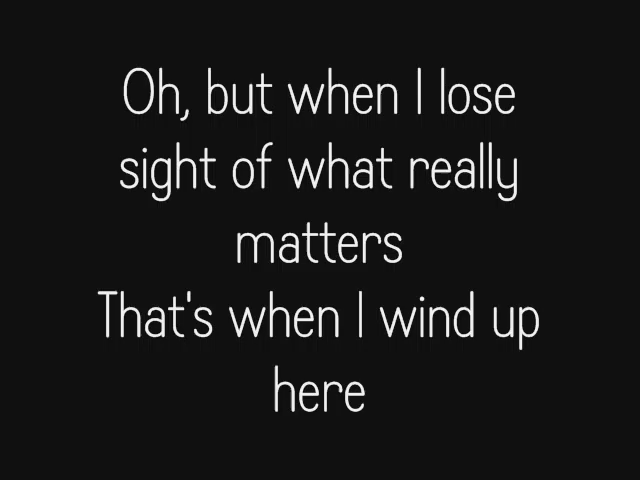 Oh, but when I lose
sight of what really
matters
That's when I wind up
here